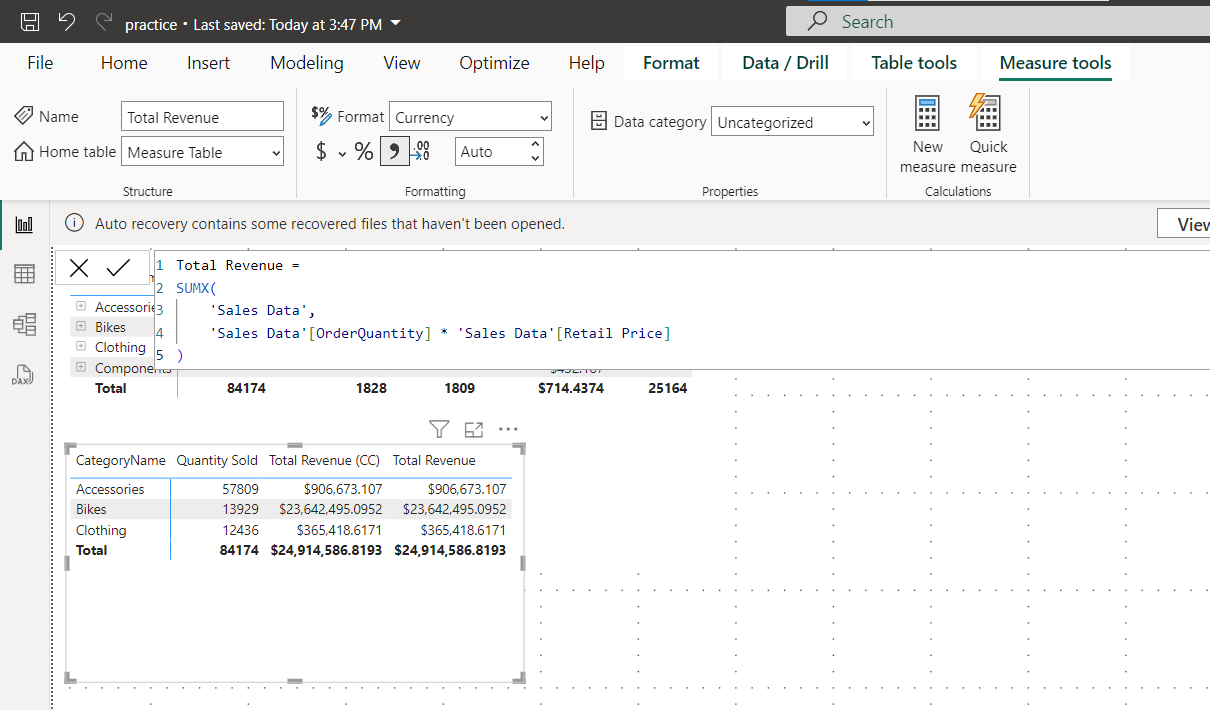 practice • Last saved: Today at 3:47 PM
Search
File Home Insert Modeling View Optimize Help Format Data / Drill Table tools Measure tools
Name Total Revenue
Home table Measure Table
Structure
$% Format Currency
$ % , .00 Auto
Formatting
Data category Uncategorized
Properties
New measure
Quick measure
Calculations
Auto recovery contains some recovered files that haven't been opened.
1 Total Revenue =
2 SUMX(
3 'Sales Data',
4 'Sales Data'[OrderQuantity] * 'Sales Data'[Retail Price]
5 )
DAX
Bikes
Clothing
Total 84174 1828 1809 $714.4374 25164
CategoryName Quantity Sold Total Revenue (CC) Total Revenue
Accessories 57809 $906,673.107 $906,673.107
Bikes 13929 $23,642,495.0952 $23,642,495.0952
Clothing 12436 $365,418.6171 $365,418.6171
Total 84174 $24,914,586.8193 $24,914,586.8193